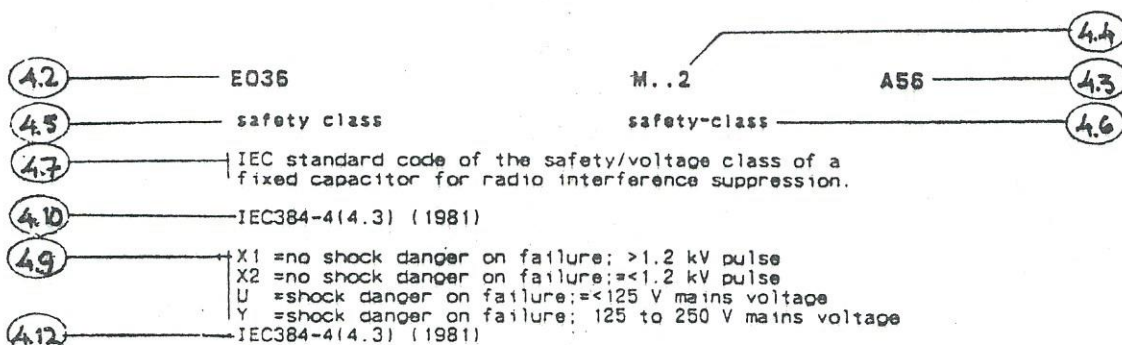 4.4
4.2 E036 M..2 A56 4.3
4.5 safety class safety-class 4.6
4.7 IEC standard code of the safety/voltage class of a
fixed capacitor for radio interference suppression.
4.10 IEC384-4(4.3) (1981)
4.9 X1 =no shock danger on failure; >1.2 kV pulse
X2 =no shock danger on failure;=<1.2 kV pulse
U =shock danger on failure;=<125 V mains voltage
Y =shock danger on failure; 125 to 250 V mains voltage
4.12 IEC384-4(4.3) (1981)